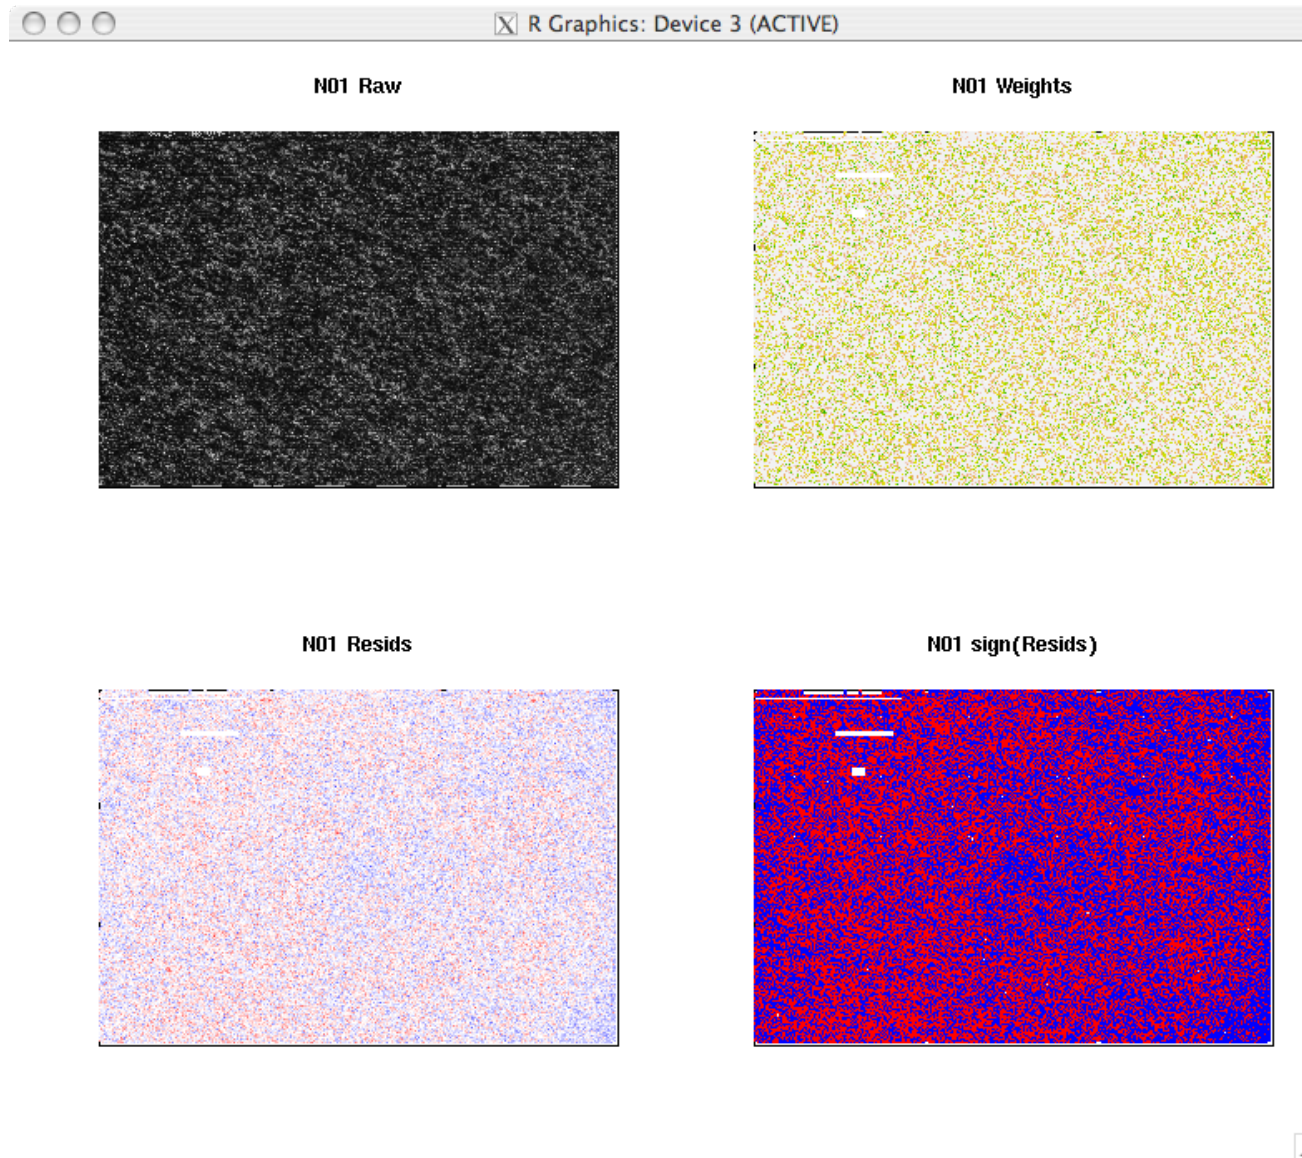 R Graphics: Device 3 (ACTIVE)
N01 Raw
N01 Weights
N01 Resids
N01 sign(Resids)